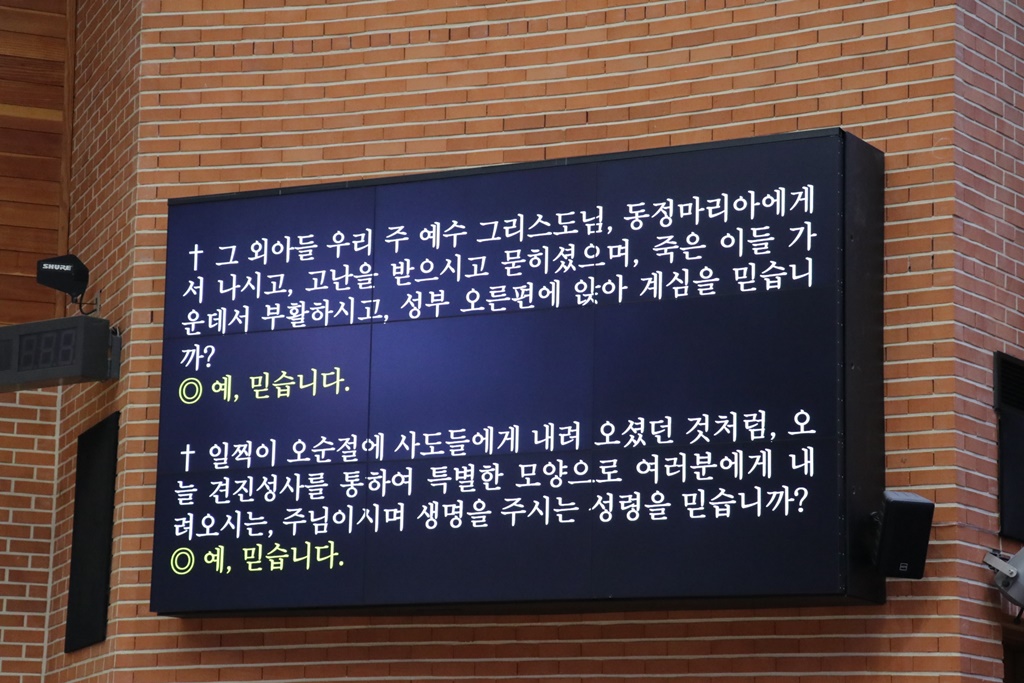 SHURE
† 그 외아들 우리 주 예수 그리스도님, 동정마리아에게
서 나시고, 고난을 받으시고 묻히셨으며, 죽은 이들 가
운데서 부활하시고, 성부 오른편에 앉아 계심을 믿습니
까?
◎ 예, 믿습니다.
† 일찍이 오순절에 사도들에게 내려 오셨던 것처럼, 오
늘 견진성사를 통하여 특별한 모양으로 여러분에게 내
려오시는, 주님이시며 생명을 주시는 성령을 믿습니까?
◎ 예, 믿습니다.